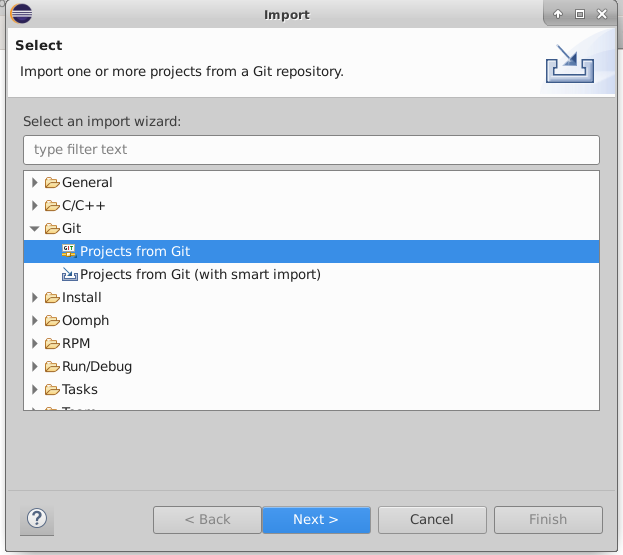 Import
Select
Import one or more projects from a Git repository.
Select an import wizard:
type filter text
General
C/C++
Git
GIT Projects from Git
Projects from Git (with smart import)
Install
Oomph
RPM
Run/Debug
Tasks
? < Back Next > Cancel Finish